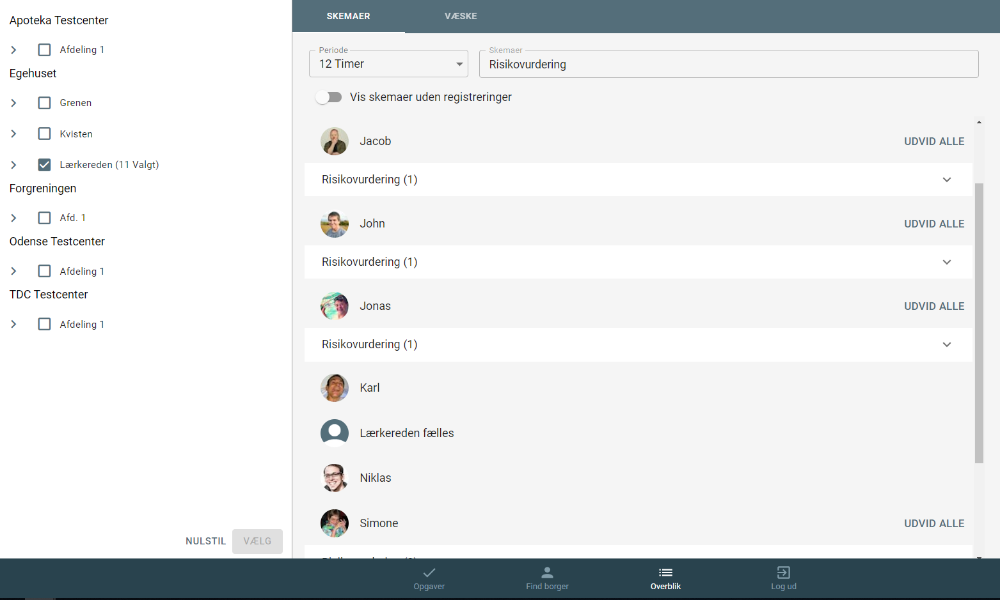 Apoteka Testcenter
Afdeling 1
Egehuset
Grenen
Kvisten
Lærkereden (11 Valgt)
Forgreningen
Afd. 1
Odense Testcenter
Afdeling 1
TDC Testcenter
Afdeling 1
NULSTIL VÆLG
SKEMAER VÆSKE
Periode
12 Timer
Skemaer
Risikovurdering
Vis skemaer uden registreringer
Jacob UDVID ALLE
Risikovurdering (1)
John UDVID ALLE
Risikovurdering (1)
Jonas UDVID ALLE
Risikovurdering (1)
Karl
Lærkereden fælles
Niklas
Simone UDVID ALLE
Opgaver Find borger Overblik Log ud